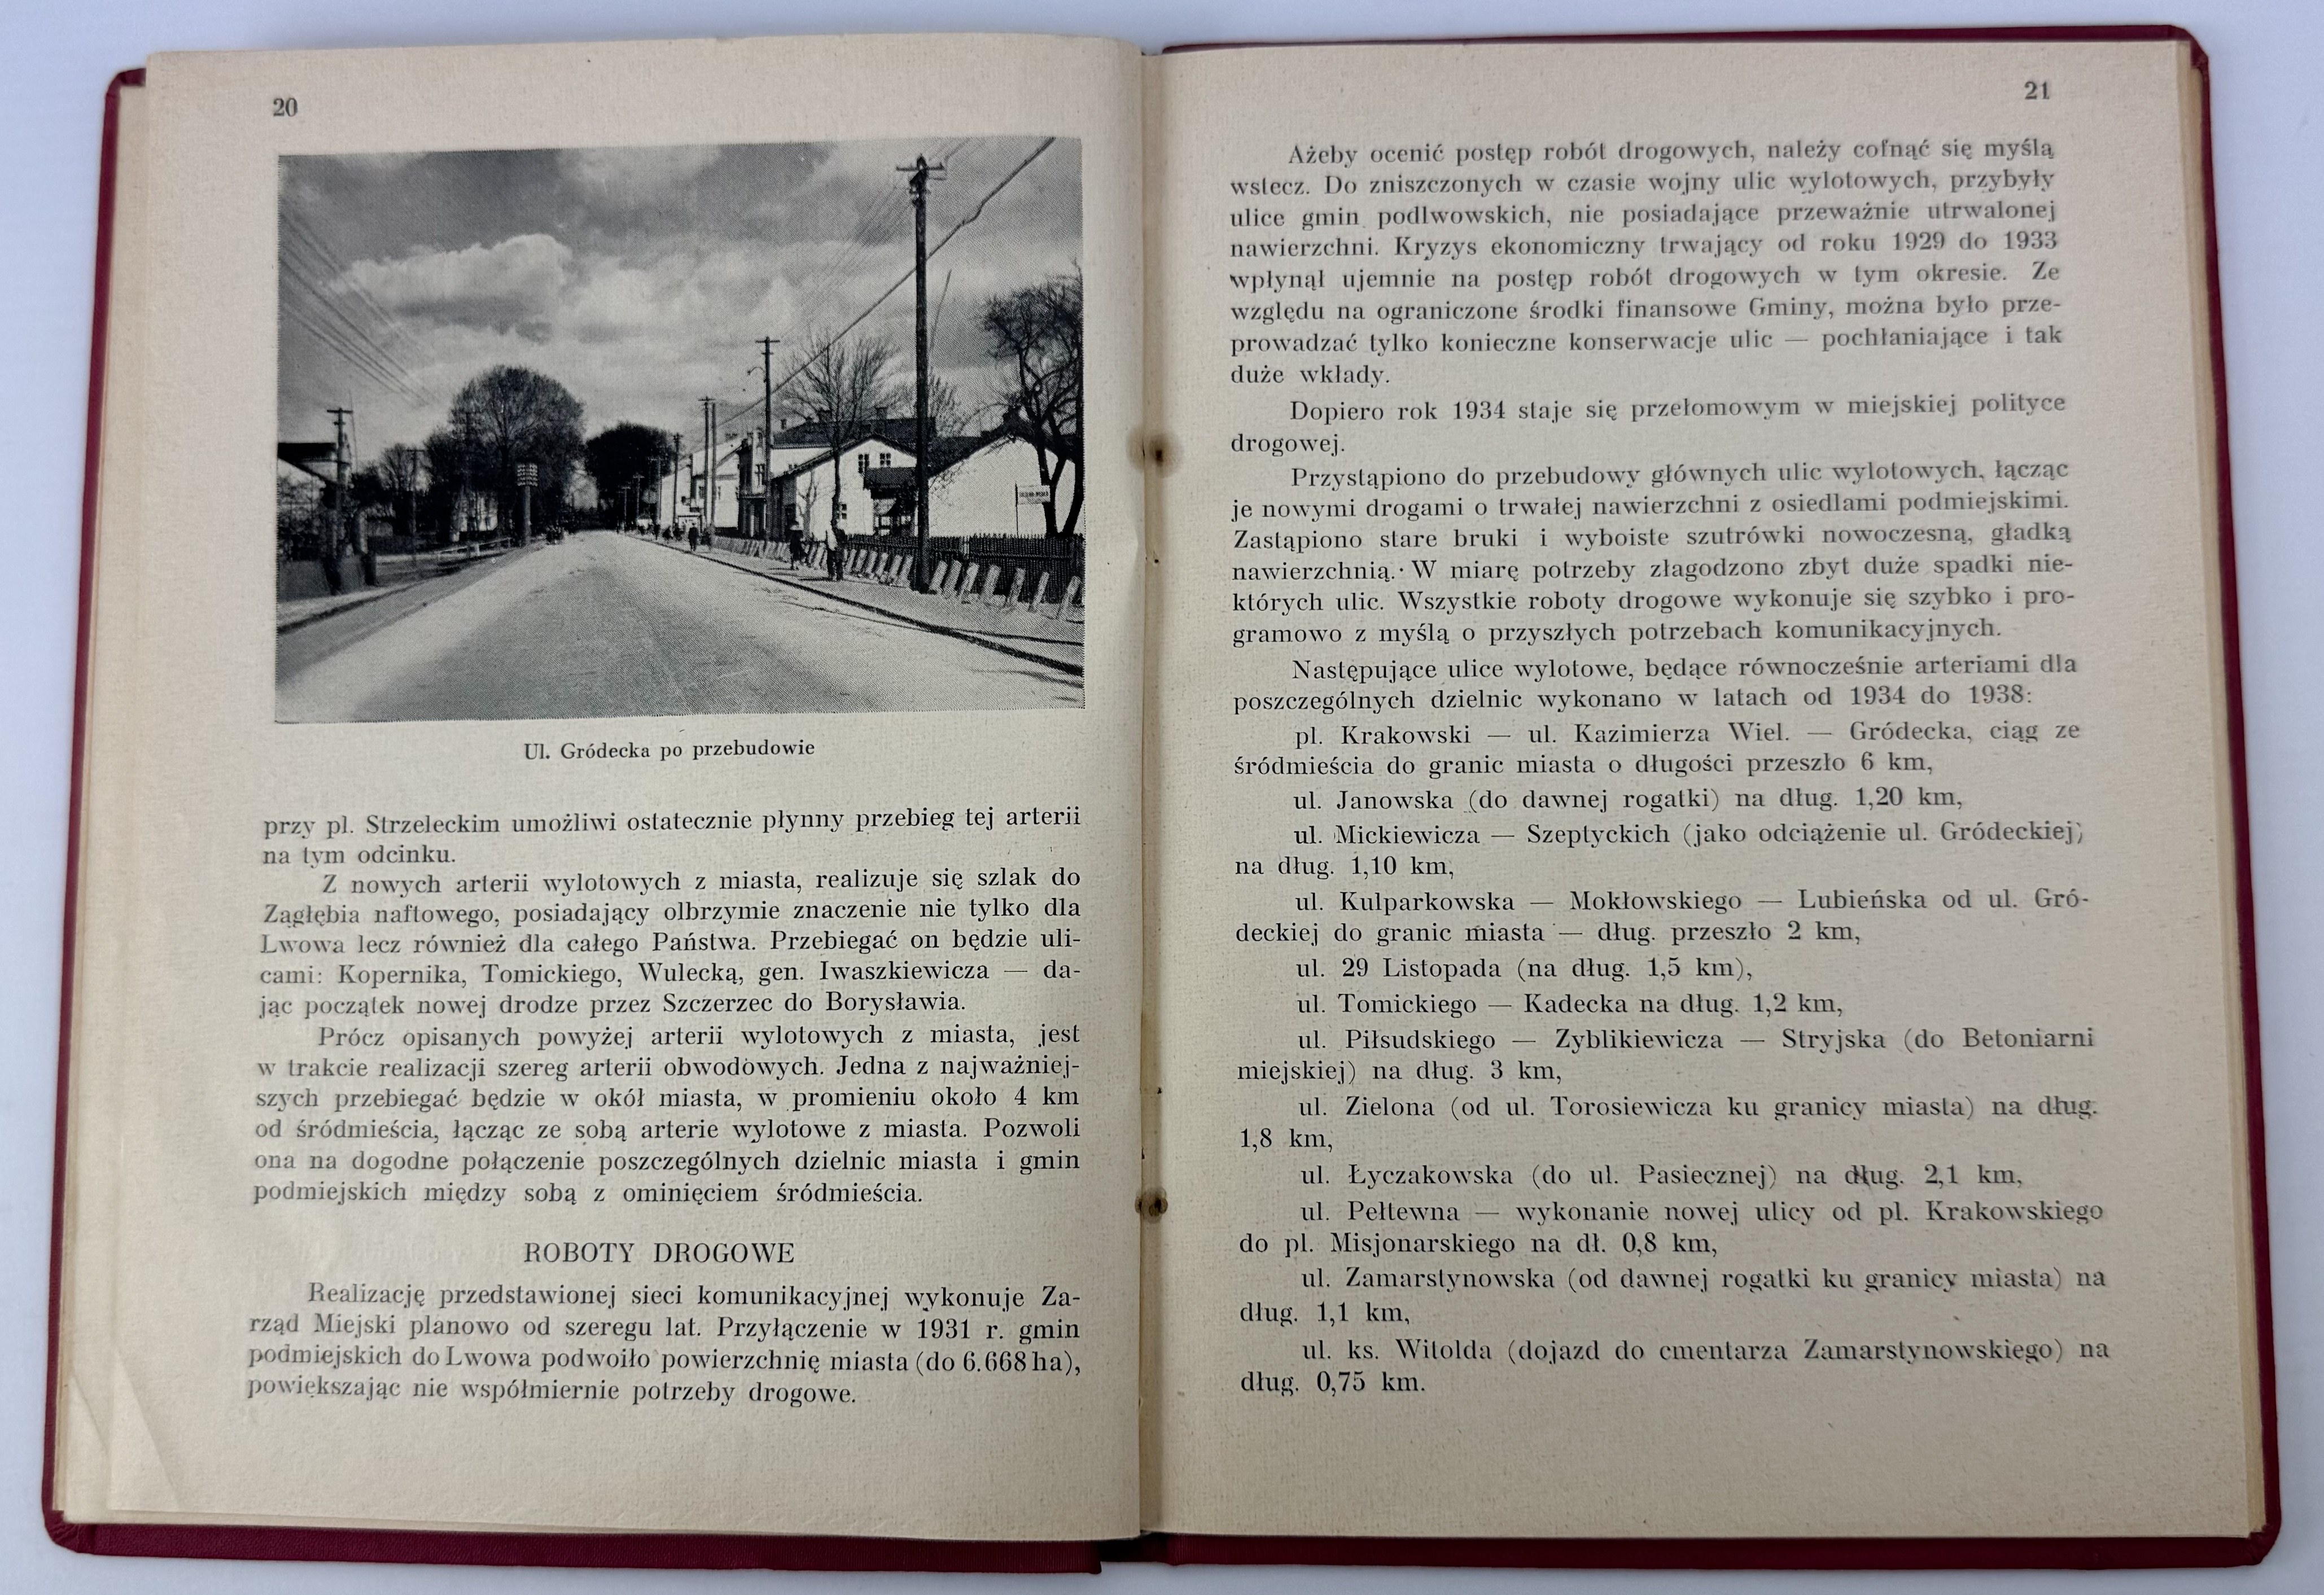 20
Ul. Gródecka po przebudowie
przy pl. Strzeleckim umożliwi ostatecznie płynny przebieg tej arterii
na tym odcinku.
Z nowych arterii wylotowych z miasta, realizuje się szlak do
Zagłębia naftowego, posiadający olbrzymie znaczenie nie tylko dla
Lwowa lecz również dla całego Państwa. Przebiegać on będzie uli-
cami: Kopernika, Tomickiego, Wulecką, gen. Iwaszkiewicza — da-
jąc początek nowej drodze przez Szczerzec do Borysławia.
Prócz opisanych powyżej arterii wylotowych z miasta, jest
w trakcie realizacji szereg arterii obwodowych. Jedna z najważniej-
szych przebiegać będzie w okół miasta, w promieniu około 4 km
od śródmieścia, łącząc ze sobą arterie wylotowe z miasta. Pozwoli
ona na dogodne połączenie poszczególnych dzielnic miasta i gmin
podmiejskich między sobą z ominięciem śródmieścia.
ROBOTY DROGOWE
Realizację przedstawionej sieci komunikacyjnej wykonuje Za-
rząd Miejski planowo od szeregu lat. Przyłączenie w 1931 r. gmin
podmiejskich do Lwowa podwoiło powierzchnię miasta (do 6.668 ha),
powiększając nie współmiernie potrzeby drogowe.
21
Ażeby ocenić postęp robót drogowych, należy cofnąć się myślą
wstecz. Do zniszczonych w czasie wojny ulic wylotowych, przybyły
ulice gmin podlwowskich, nie posiadające przeważnie utrwalonej
nawierzchni. Kryzys ekonomiczny trwający od roku 1929 do 1933
wpłynął ujemnie na postęp robót drogowych w tym okresie. Ze
względu na ograniczone środki finansowe Gminy, można było prze-
prowadzać tylko konieczne konserwacje ulic — pochłaniające i tak
duże wkłady.
Dopiero rok 1934 staje się przełomowym w miejskiej polityce
drogowej.
Przystąpiono do przebudowy głównych ulic wylotowych, łącząc
je nowymi drogami o trwałej nawierzchni z osiedlami podmiejskimi.
Zastąpiono stare bruki i wyboiste szutrówki nowoczesną, gładką
nawierzchnią. W miarę potrzeby złagodzono zbyt duże spadki nie-
których ulic. Wszystkie roboty drogowe wykonuje się szybko i pro-
gramowo z myślą o przyszłych potrzebach komunikacyjnych.
Następujące ulice wylotowe, będące równocześnie arteriami dla
poszczególnych dzielnic wykonano w latach od 1934 do 1938:
pl. Krakowski — ul. Kazimierza Wiel. — Gródecka, ciąg ze
śródmieścia do granic miasta o długości przeszło 6 km,
ul. Janowska (do dawnej rogatki) na dług. 1,20 km,
ul. Mickiewicza — Szeptyckich (jako odciążenie ul. Gródeckiej)
na dług. 1,10 km,
ul. Kulparkowska — Mokłowskiego — Lubieńska od ul. Gró-
deckiej do granic miasta — dług. przeszło 2 km,
ul. 29 Listopada (na dług. 1,5 km),
ul. Tomickiego — Kadecka na dług. 1,2 km,
ul. Piłsudskiego — Zyblikiewicza — Stryjska (do Betoniarni
miejskiej) na dług. 3 km,
ul. Zielona (od ul. Torosiewicza ku granicy miasta) na dług.
1,8 km,
ul. Łyczakowska (do ul. Pasiecznej) na dług. 2,1 km,
ul. Pełtewna — wykonanie nowej ulicy od pl. Krakowskiego
do pl. Misjonarskiego na dł. 0,8 km,
ul. Zamarstynowska (od dawnej rogatki ku granicy miasta) na
dług. 1,1 km,
ul. ks. Witolda (dojazd do cmentarza Zamarstynowskiego) na
dług. 0,75 km.